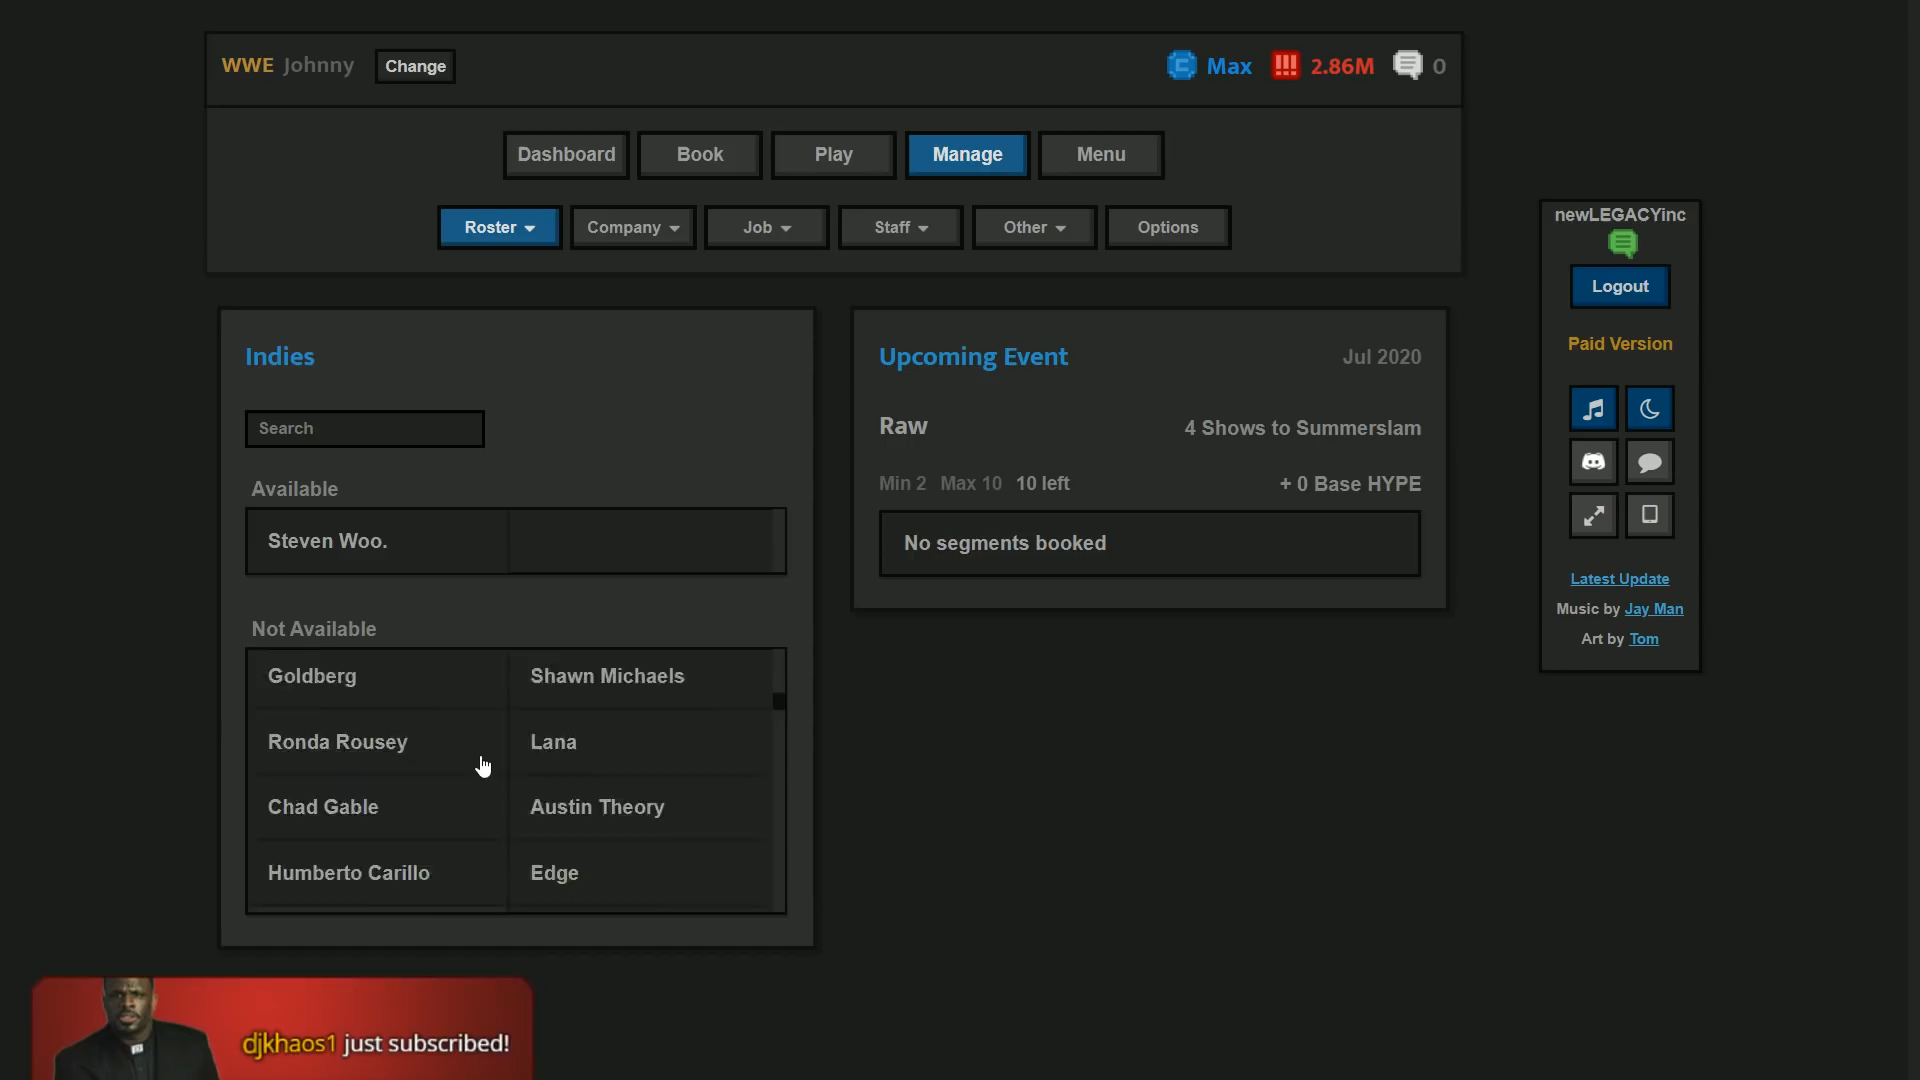 WWE Johnny Change Max 2.86M 0
Dashboard Book Play Manage Menu
Roster Company Job Staff Other Options
Indies
Search
Available
Steven Woo.
Not Available
Goldberg Shawn Michaels
Ronda Rousey Lana
Chad Gable Austin Theory
Humberto Carillo Edge
Upcoming Event Jul 2020
Raw 4 Shows to Summerslam
Min 2 Max 10 10 left + 0 Base HYPE
No segments booked
newLEGACYinc
Logout
Paid Version
Latest Update
Music by Jay Man
Art by Tom
djkhaos1 just subscribed!